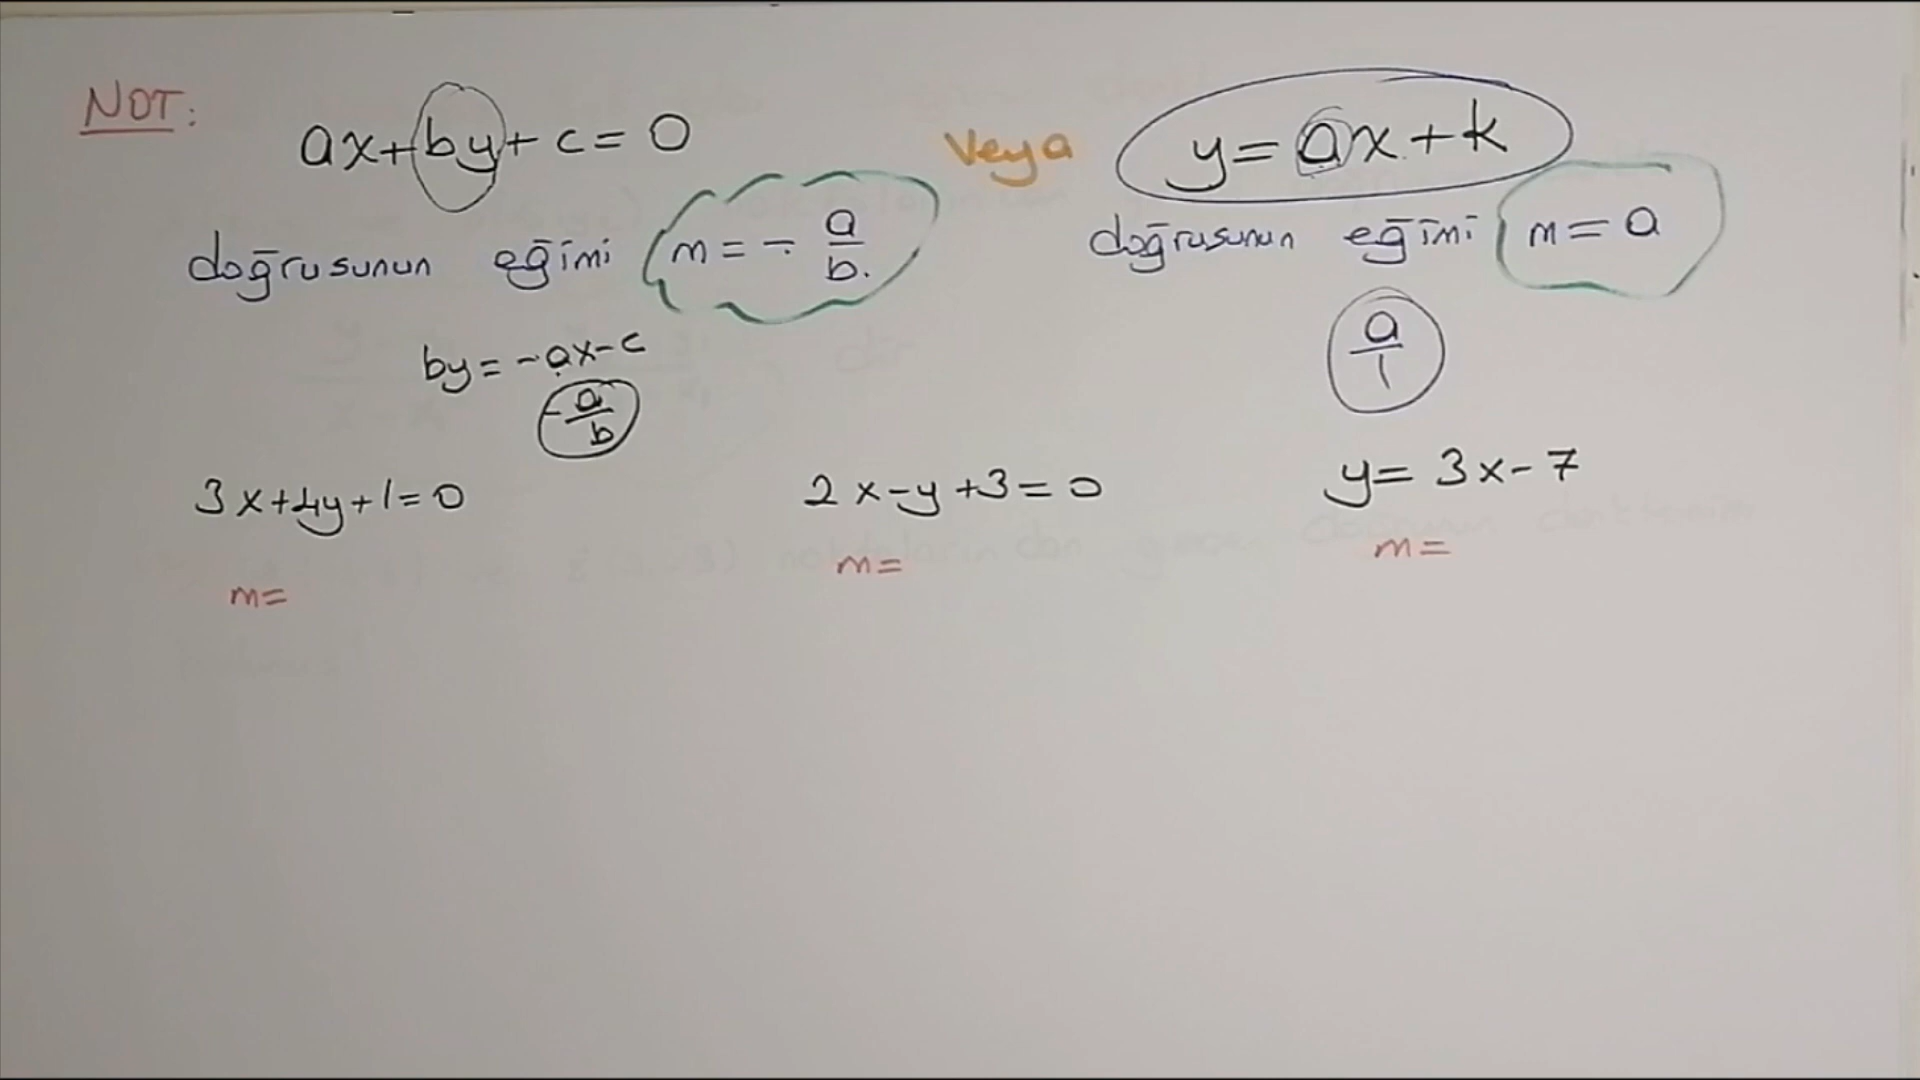 NOT:
ax+by+c=0 veya y=ax+k
doğrusunun eğimi m=-a/b. doğrusunun eğimi m=a
by=-ax-c
-a/b
a/1
3x+4y+1=0 2x-y+3=0 y=3x-7
m= m= m=